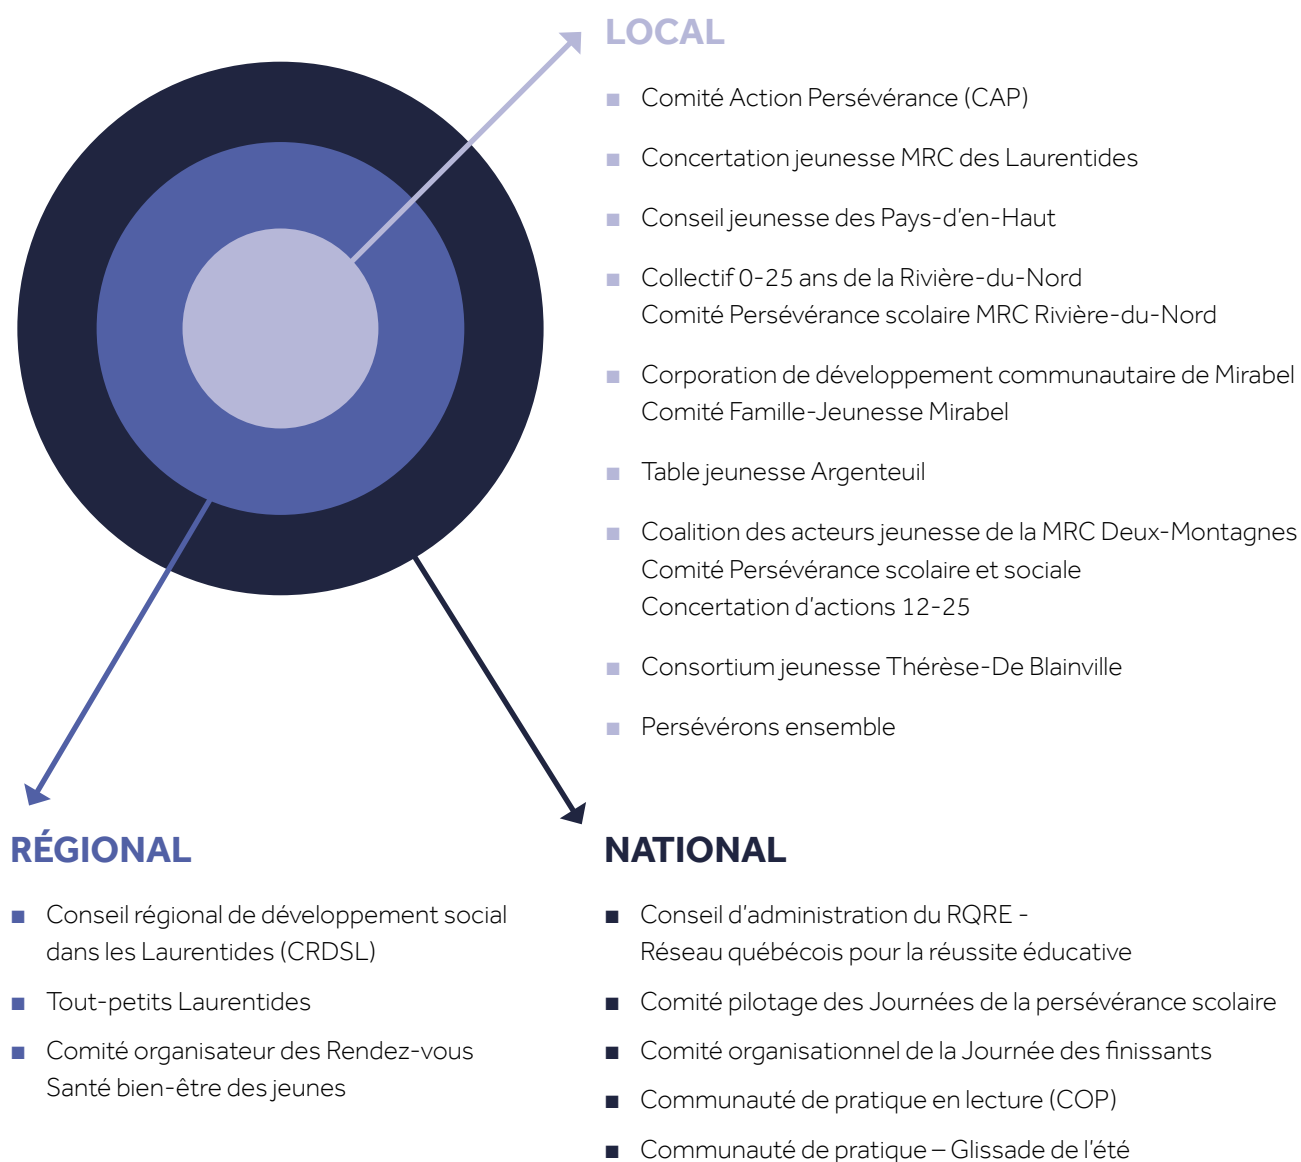 LOCAL
Comité Action Persévérance (CAP)
Concertation jeunesse MRC des Laurentides
Conseil jeunesse des Pays-d'en-Haut
Collectif 0-25 ans de la Rivière-du-Nord
Comité Persévérance scolaire MRC Rivière-du-Nord
Corporation de développement communautaire de Mirabel
Comité Famille-Jeunesse Mirabel
Table jeunesse Argenteuil
Coalition des acteurs jeunesse de la MRC Deux-Montagnes
Comité Persévérance scolaire et sociale
Concertation d'actions 12-25
Consortium jeunesse Thérèse-De Blainville
Persévérons ensemble
RÉGIONAL
Conseil régional de développement social
dans les Laurentides (CRDSL)
Tout-petits Laurentides
Comité organisateur des Rendez-vous
Santé bien-être des jeunes
NATIONAL
Conseil d'administration du RQRE -
Réseau québécois pour la réussite éducative
Comité pilotage des Journées de la persévérance scolaire
Comité organisationnel de la Journée des finissants
Communauté de pratique en lecture (COP)
Communauté de pratique – Glissade de l'été